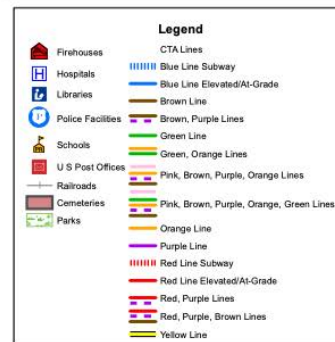 Legend
Firehouses
Hospitals
Libraries
Police Facilities
Schools
U S Post Offices
Railroads
Cemeteries
Parks
CTA Lines
Blue Line Subway
Blue Line Elevated/At-Grade
Brown Line
Brown, Purple Lines
Green Line
Green, Orange Lines
Pink, Brown, Purple, Orange Lines
Pink, Brown, Purple, Orange, Green Lines
Orange Line
Purple Line
Red Line Subway
Red Line Elevated/At-Grade
Red, Purple Lines
Red, Purple, Brown Lines
Yellow Line